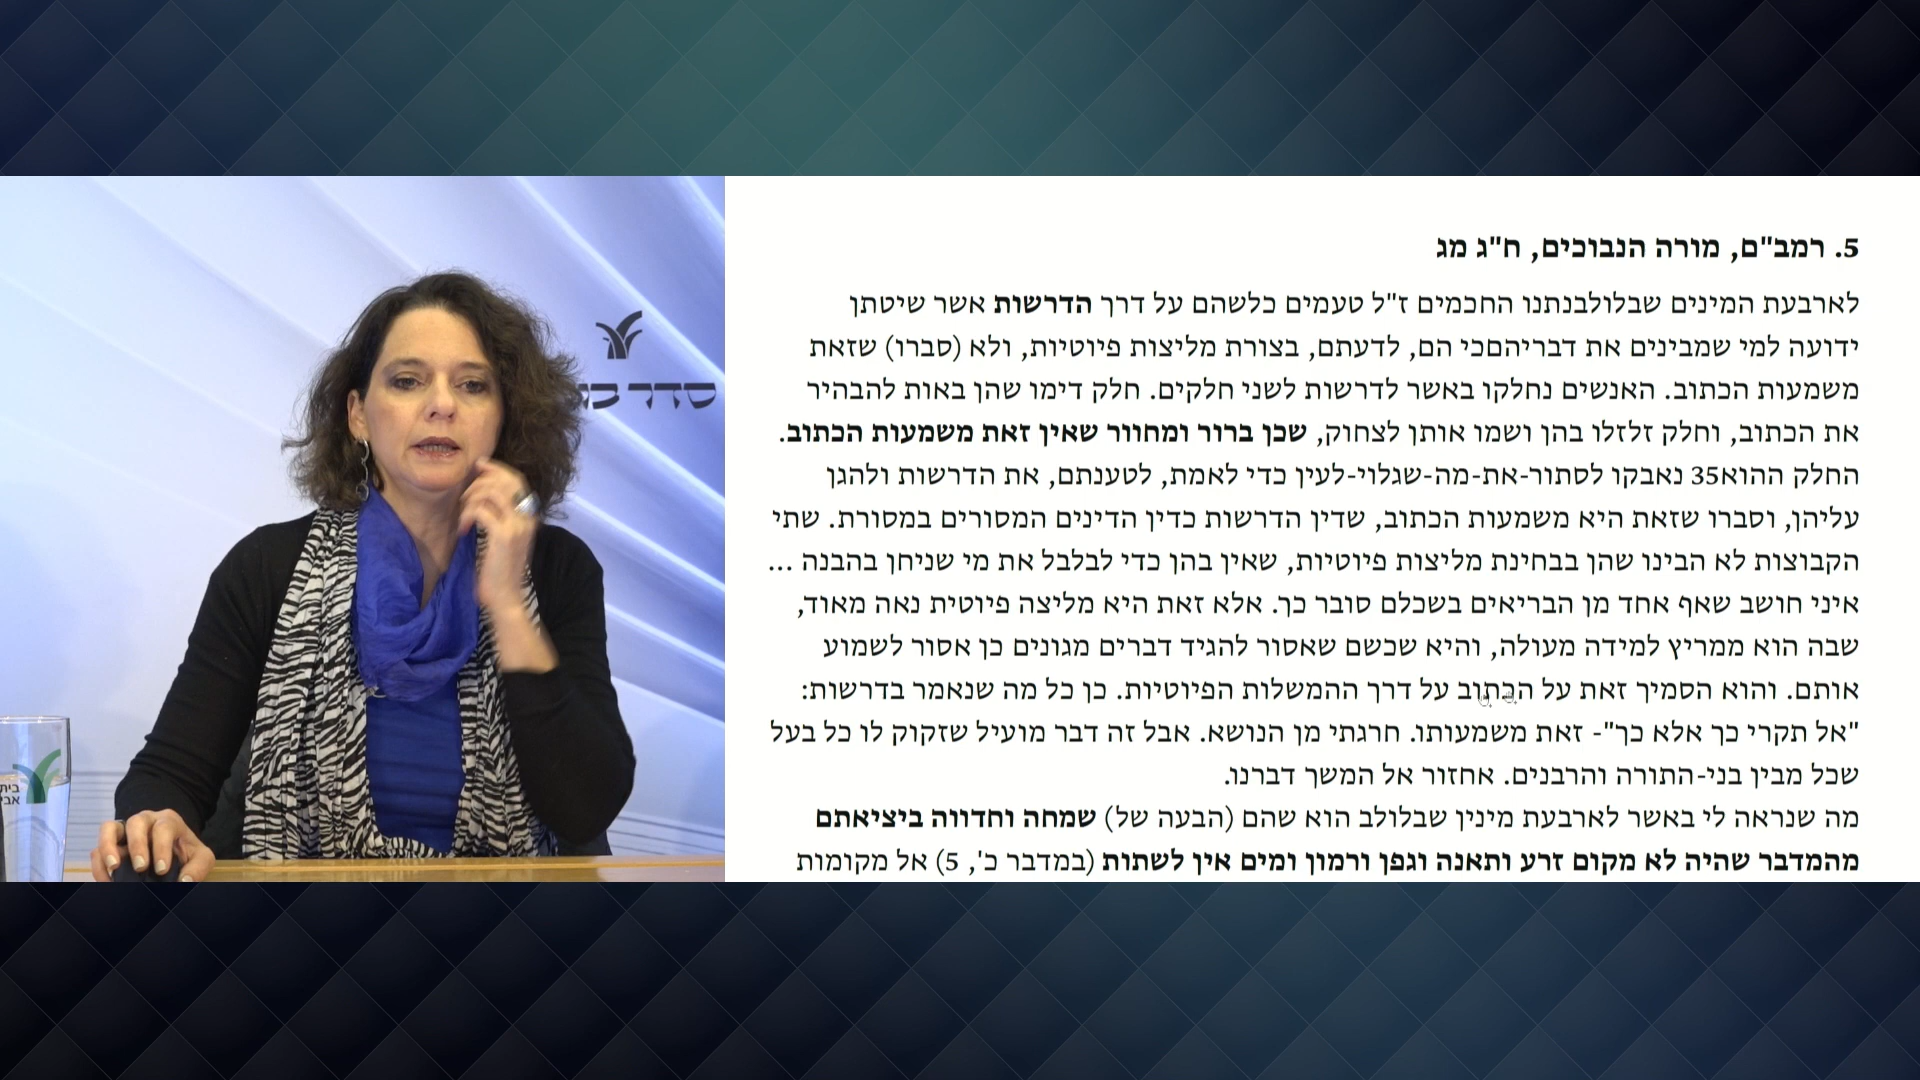 5. רמב"ם, מורה הנבוכים, ח"ג מג
לארבעת המינים שבלולבנתנו החכמים ז"ל טעמים כלשהם על דרך הדרשות אשר שיטתן
ידועה למי שמבינים את דבריהםכי הם, לדעתם, בצורת מליצות פיוטיות, ולא (סברו) שזאת
משמעות הכתוב. האנשים נחלקו באשר לדרשות לשני חלקים. חלק דימו שהן באות להבהיר
את הכתוב, וחלק זלזלו בהן ושמו אותן לצחוק, שכן ברור ומחוור שאין זאת משמעות הכתוב.
החלק ההוא35 נאבקו לסתור-את-מה-שגלוי-לעין כדי לאמת, לטענתם, את הדרשות ולהגן
עליהן, וסברו שזאת היא משמעות הכתוב, שדין הדרשות כדין הדינים המסורים במסורת. שתי
הקבוצות לא הבינו שהן בבחינת מליצות פיוטיות, שאין בהן כדי לבלבל את מי שניחן בהבנה ...
איני חושב שאף אחד מן הבריאים בשכלם סובר כך. אלא זאת היא מליצה פיוטית נאה מאוד,
שבה הוא ממריץ למידה מעולה, והיא שכשם שאסור להגיד דברים מגונים כן אסור לשמוע
אותם. והוא הסמיך זאת על הכתוב על דרך ההמשלות הפיוטיות. כן כל מה שנאמר בדרשות:
"אל תקרי כך אלא כך"- זאת משמעותו. חרגתי מן הנושא. אבל זה דבר מועיל שזקוק לו כל בעל
שכל מבין בני-התורה והרבנים. אחזור אל המשך דברנו.
מה שנראה לי באשר לארבעת מינין שבלולב הוא שהם (הבעה של) שמחה וחדווה ביציאתם
מהמדבר שהיה לא מקום זרע ותאנה וגפן ורמון ומים אין לשתות (במדבר כ', 5) אל מקומות
סדר
בית
אבי